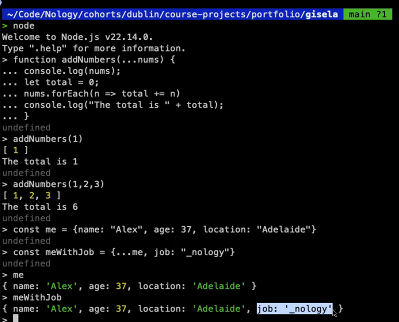 ~/Code/Nology/cohorts/dublin/course-projects/portfolio/gisela main ?1
> node
Welcome to Node.js v22.14.0.
Type ".help" for more information.
> function addNumbers(...nums) {
... console.log(nums);
... let total = 0;
... nums.forEach(n => total += n)
... console.log("The total is " + total);
... }
undefined
> addNumbers(1)
[ 1 ]
The total is 1
undefined
> addNumbers(1,2,3)
[ 1, 2, 3 ]
The total is 6
undefined
> const me = {name: "Alex", age: 37, location: "Adelaide"}
undefined
> const meWithJob = {...me, job: "_nology"}
undefined
> me
{ name: 'Alex', age: 37, location: 'Adelaide' }
> meWithJob
{ name: 'Alex', age: 37, location: 'Adelaide', job: '_nology' }
>